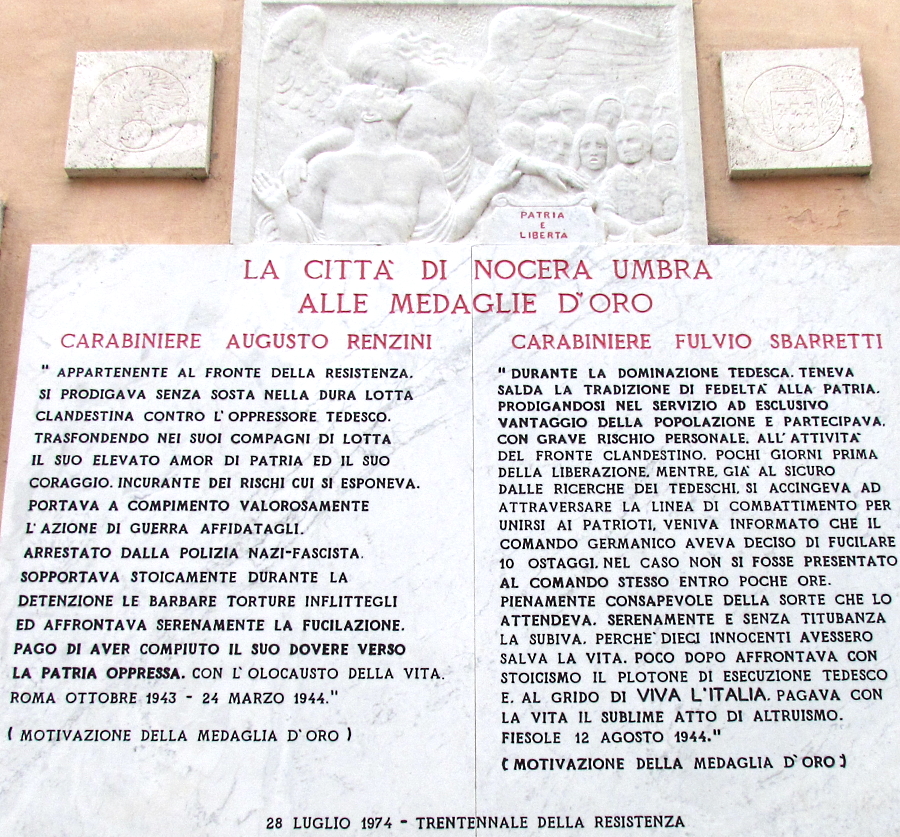 PATRIA
E
LIBERTA
LA CITTA' DI NOCERA UMBRA
ALLE MEDAGLIE D'ORO
CARABINIERE AUGUSTO RENZINI
" APPARTENENTE AL FRONTE DELLA RESISTENZA.
SI PRODIGAVA SENZA SOSTA NELLA DURA LOTTA
CLANDESTINA CONTRO L'OPPRESSORE TEDESCO.
TRASFONDENDO NEI SUOI COMPAGNI DI LOTTA
IL SUO ELEVATO AMOR DI PATRIA ED IL SUO
CORAGGIO. INCURANTE DEI RISCHI CUI SI ESPONEVA.
PORTAVA A COMPIMENTO VALOROSAMENTE
L'AZIONE DI GUERRA AFFIDATAGLI.
ARRESTATO DALLA POLIZIA NAZI-FASCISTA.
SOPPORTAVA STOICAMENTE DURANTE LA
DETENZIONE LE BARBARE TORTURE INFLITTEGLI
ED AFFRONTAVA SERENAMENTE LA FUCILAZIONE.
PAGO DI AVER COMPIUTO IL SUO DOVERE VERSO
LA PATRIA OPPRESSA. CON L'OLOCAUSTO DELLA VITA.
ROMA OTTOBRE 1943 - 24 MARZO 1944."
( MOTIVAZIONE DELLA MEDAGLIA D'ORO )
CARABINIERE FULVIO SBARRETTI
" DURANTE LA DOMINAZIONE TEDESCA. TENEVA
SALDA LA TRADIZIONE DI FEDELTA' ALLA PATRIA.
PRODIGANDOSI NEL SERVIZIO AD ESCLUSIVO
VANTAGGIO DELLA POPOLAZIONE E PARTECIPAVA.
CON GRAVE RISCHIO PERSONALE. ALL'ATTIVITA'
DEL FRONTE CLANDESTINO. POCHI GIORNI PRIMA
DELLA LIBERAZIONE. MENTRE, GIA' AL SICURO
DALLE RICERCHE DEI TEDESCHI, SI ACCINGEVA AD
ATTRAVERSARE LA LINEA DI COMBATTIMENTO PER
UNIRSI AI PATRIOTI, VENIVA INFORMATO CHE IL
COMANDO GERMANICO AVEVA DECISO DI FUCILARE
10 OSTAGGI, NEL CASO NON SI FOSSE PRESENTATO
AL COMANDO STESSO ENTRO POCHE ORE.
PIENAMENTE CONSAPEVOLE DELLA SORTE CHE LO
ATTENDEVA. SERENAMENTE E SENZA TITUBANZA
LA SUBIVA. PERCHE' DIECI INNOCENTI AVESSERO
SALVA LA VITA. POCO DOPO AFFRONTAVA CON
STOICISMO IL PLOTONE DI ESECUZIONE TEDESCO
E. AL GRIDO DI VIVA L'ITALIA. PAGAVA CON
LA VITA IL SUBLIME ATTO DI ALTRUISMO.
FIESOLE 12 AGOSTO 1944."
( MOTIVAZIONE DELLA MEDAGLIA D'ORO )
28 LUGLIO 1974 - TRENTENNALE DELLA RESISTENZA